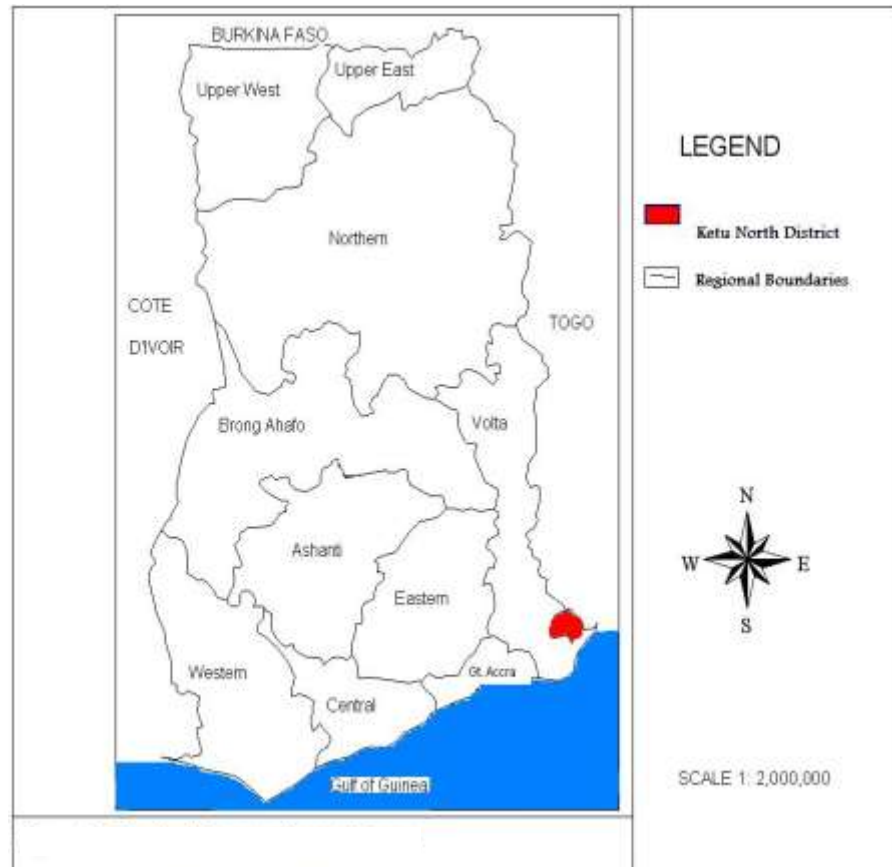 BURKINA FASO
Upper East
Upper West
Northern
COTE
D'IVOIR
TOGO
Brong Ahafo
Volta
Ashanti
Eastern
Western
Gt. Accra
Central
Gulf of Guinea
LEGEND
Ketu North District
Regional Boundaries
N
W
E
S
SCALE 1: 2,000,000